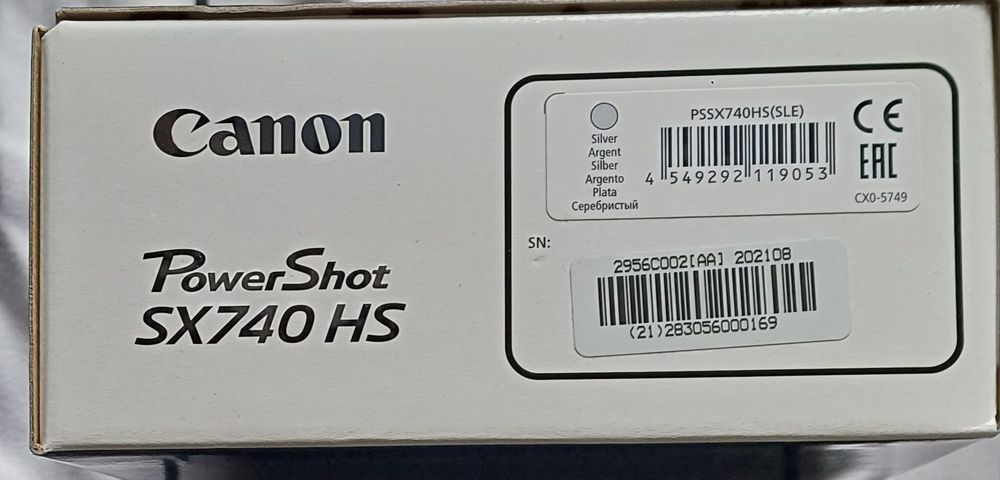 Canon
PowerShot
SX740 HS
Silver
Argent
Silber
Argento
Plata
Серебристый
PSSX740HS(SLE)
4 549292 119053
CE
EAC
CX0-5749
SN:
2956C002[AA] 202108
(21)283056000169